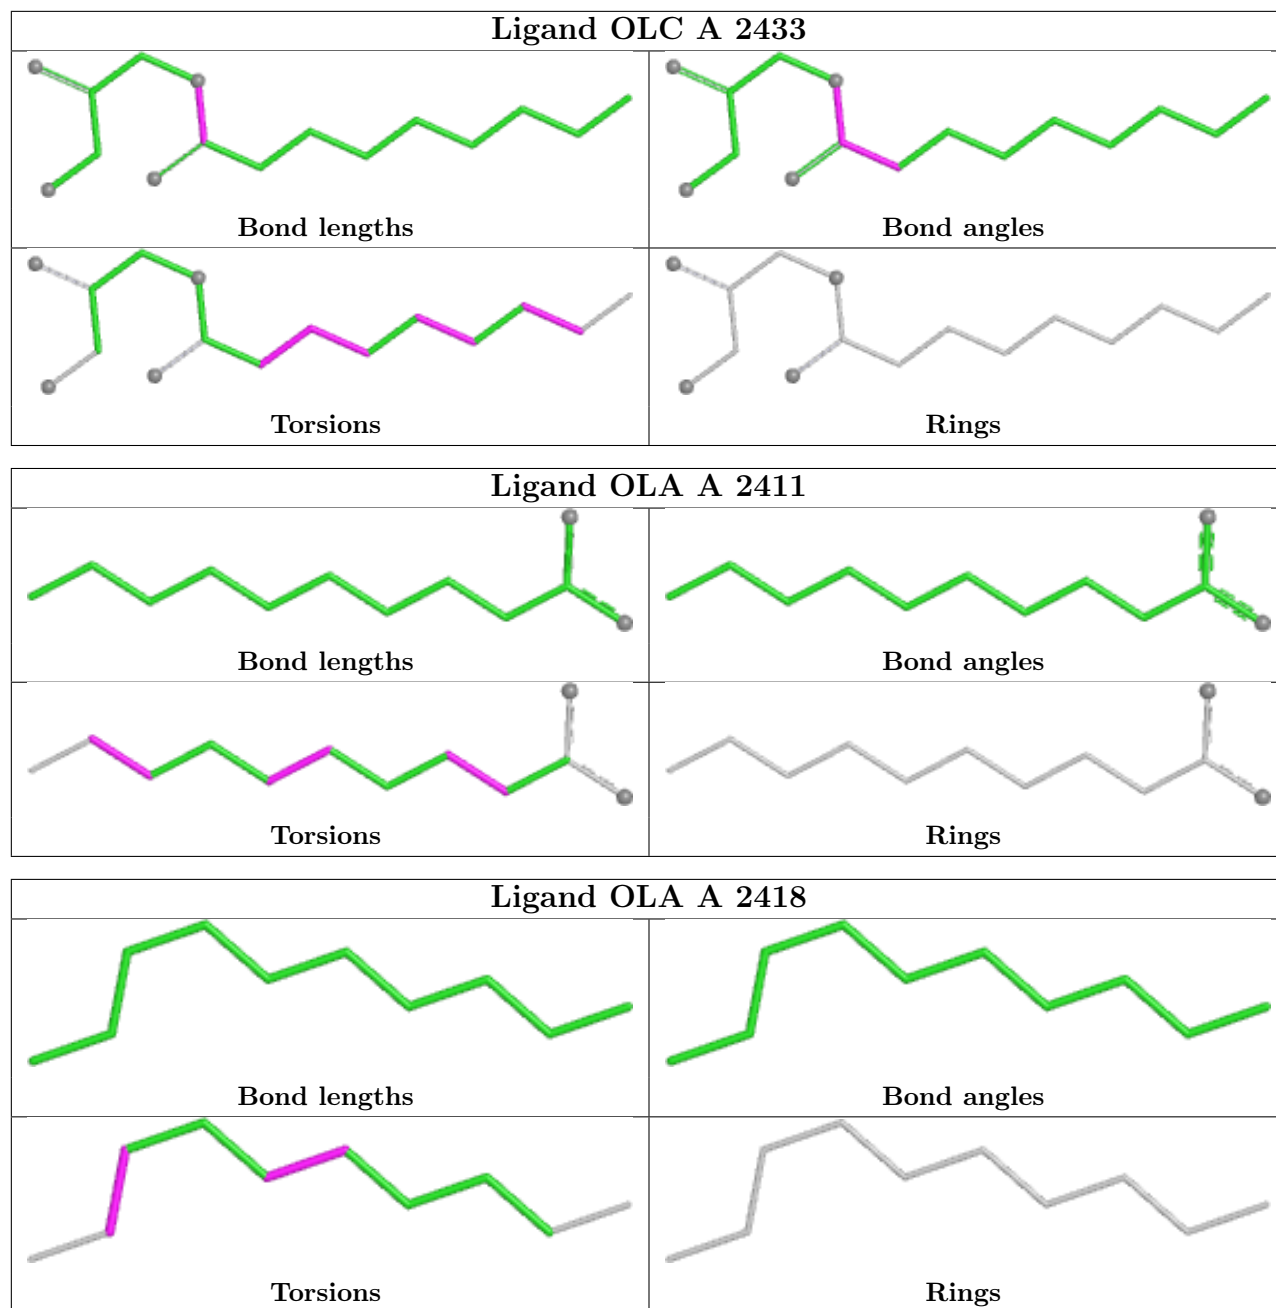 Ligand OLC A 2433
Bond lengths
Bond angles
Torsions
Rings
Ligand OLA A 2411
Bond lengths
Bond angles
Torsions
Rings
Ligand OLA A 2418
Bond lengths
Bond angles
Torsions
Rings